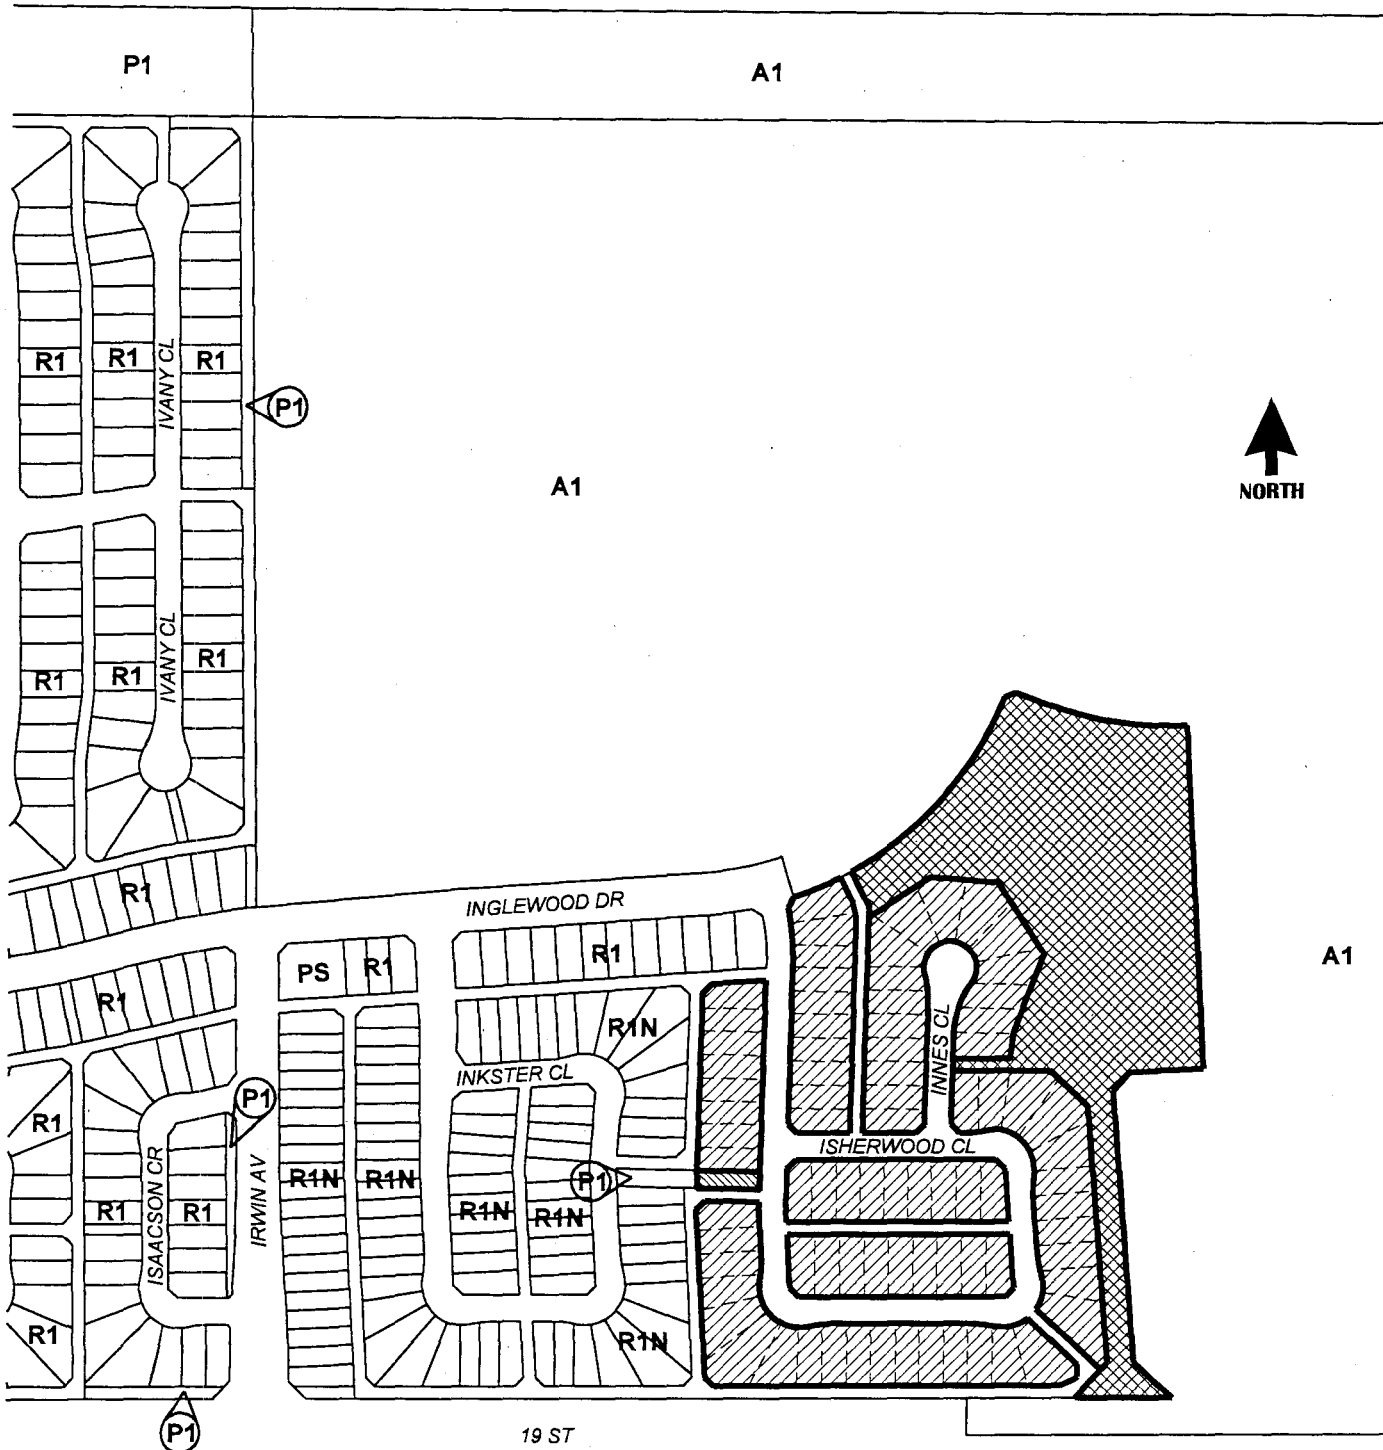 P1
A1
R1
R1
IVANY CL
R1
P1
A1
NORTH
R1
R1
IVANY CL
R1
R1
INGLEWOOD DR
A1
PS
R1
R1
R1
R1N
INNES CL
INKSTER CL
P1
R1
ISHERWOOD CL
ISAACSON CR
R1
R1
IRWIN AV
R1N
R1N
R1N
R1N
P1
R1
R1N
P1
19 ST